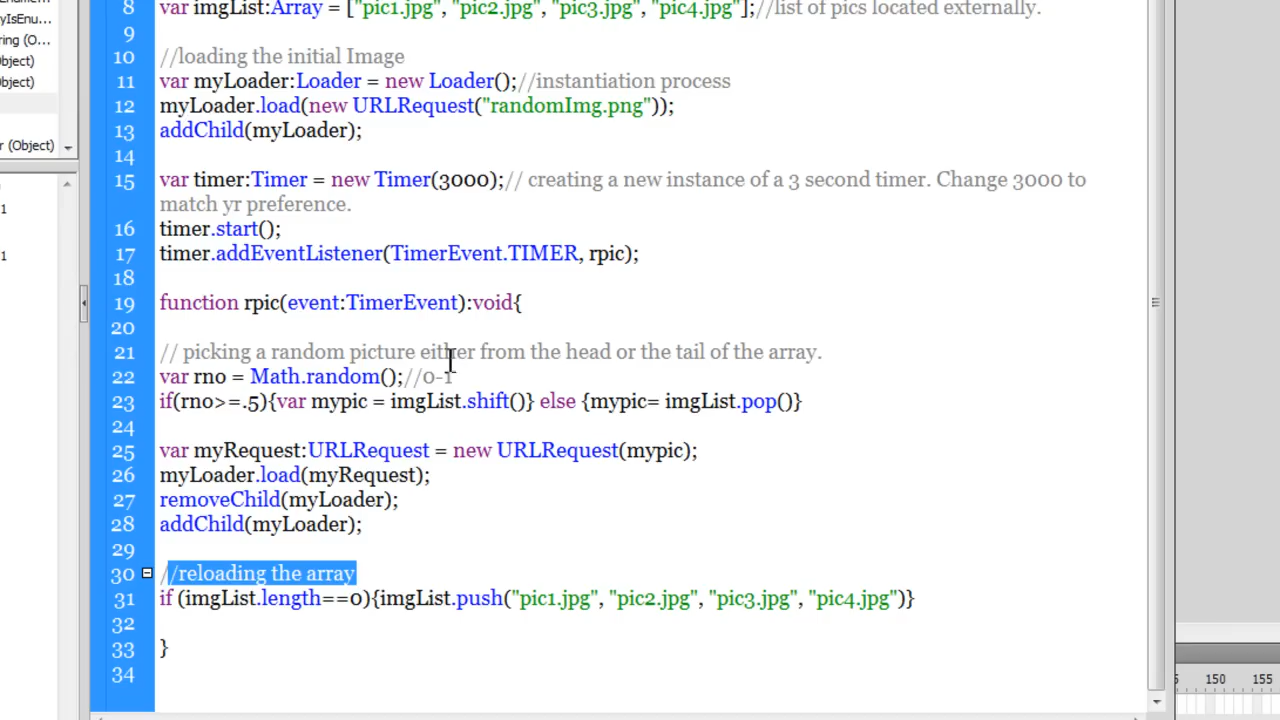 yIsEnu...
ring (O...
Object)
Object)
r (Object)
1
1
8 var imgList:Array = ["pic1.jpg", "pic2.jpg", "pic3.jpg", "pic4.jpg"];//list of pics located externally.
9
10 //loading the initial Image
11 var myLoader:Loader = new Loader();//instantiation process
12 myLoader.load(new URLRequest("randomImg.png"));
13 addChild(myLoader);
14
15 var timer:Timer = new Timer(3000);// creating a new instance of a 3 second timer. Change 3000 to
match yr preference.
16 timer.start();
17 timer.addEventListener(TimerEvent.TIMER, rpic);
18
19 function rpic(event:TimerEvent):void{
20
21 // picking a random picture either from the head or the tail of the array.
22 var rno = Math.random();//0-1
23 if(rno>=.5){var mypic = imgList.shift()} else {mypic= imgList.pop()}
24
25 var myRequest:URLRequest = new URLRequest(mypic);
26 myLoader.load(myRequest);
27 removeChild(myLoader);
28 addChild(myLoader);
29
30 //reloading the array
31 if (imgList.length==0){imgList.push("pic1.jpg", "pic2.jpg", "pic3.jpg", "pic4.jpg")}
32
33 }
34
150 155